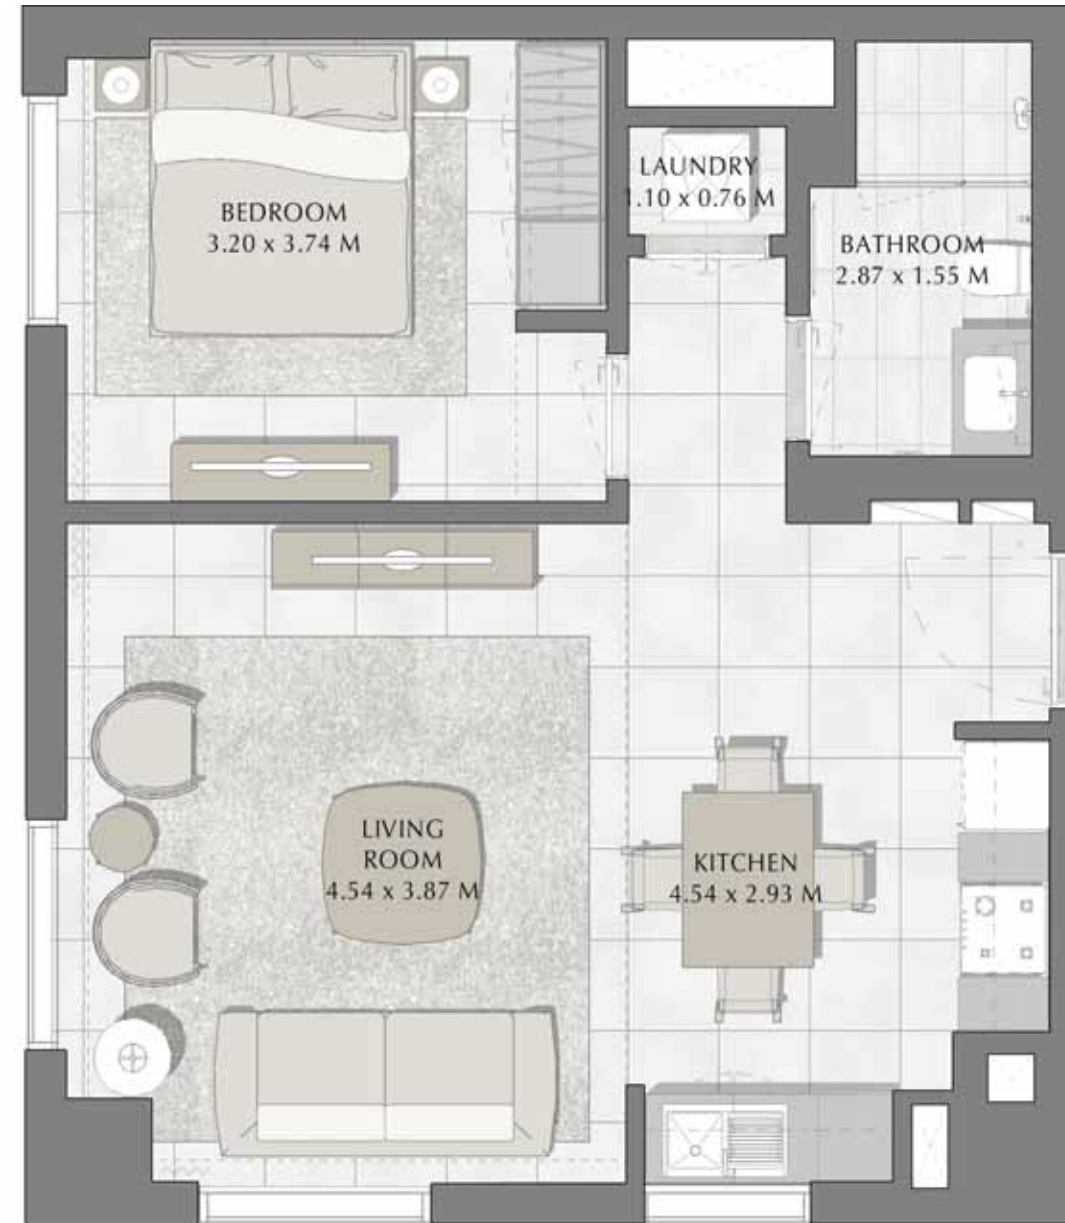 LAUNDRY
1.10 x 0.76 M
BEDROOM
3.20 x 3.74 M
BATHROOM
2.87 x 1.55 M
LIVING
ROOM
4.54 x 3.87 M
KITCHEN
4.54 x 2.93 M